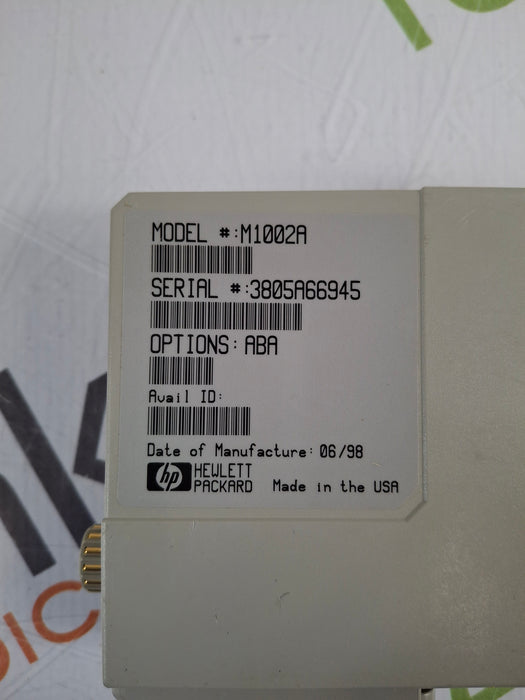 MODEL #:M1002A
SERIAL #:3805A66945
OPTIONS: ABA
Avail ID:
Date of Manufacture: 06/98
hp HEWLETT
PACKARD Made in the USA